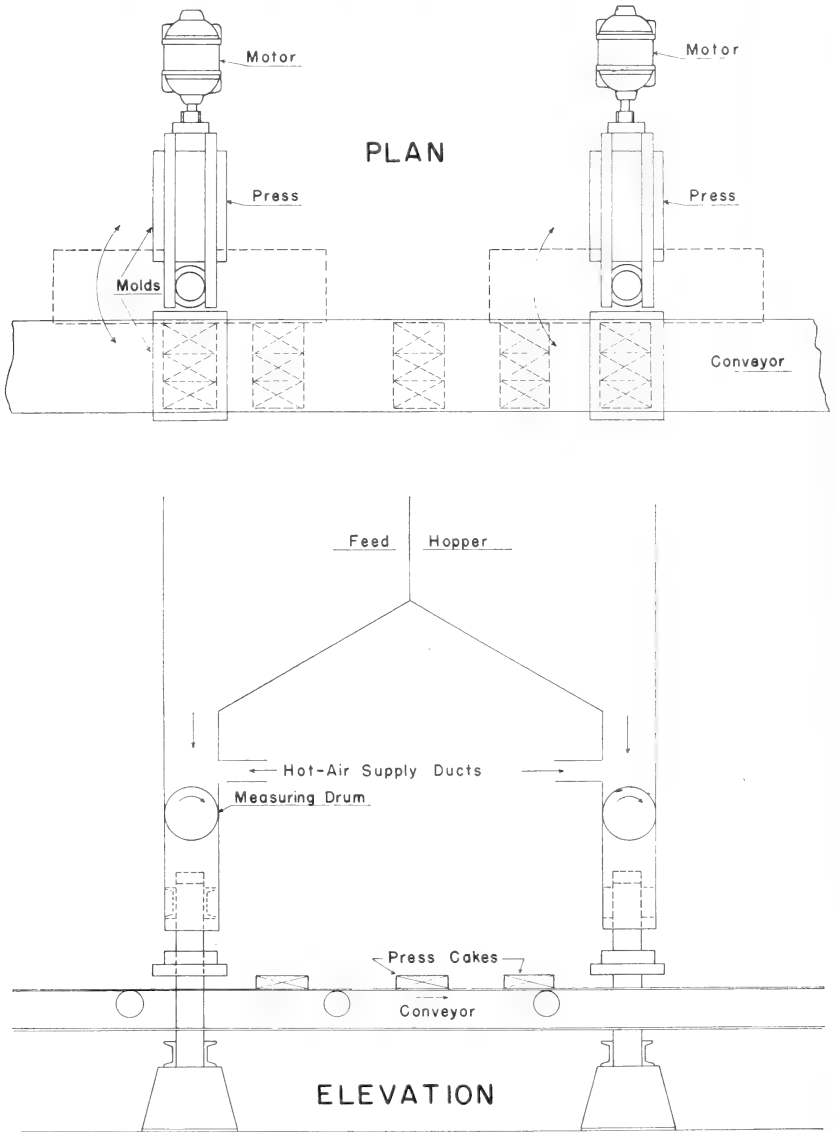 Motor
Motor
PLAN
Press
Press
Molds
Conveyor
Feed Hopper
Hot-Air Supply Ducts
Measuring Drum
Press Cakes
Conveyor
ELEVATION